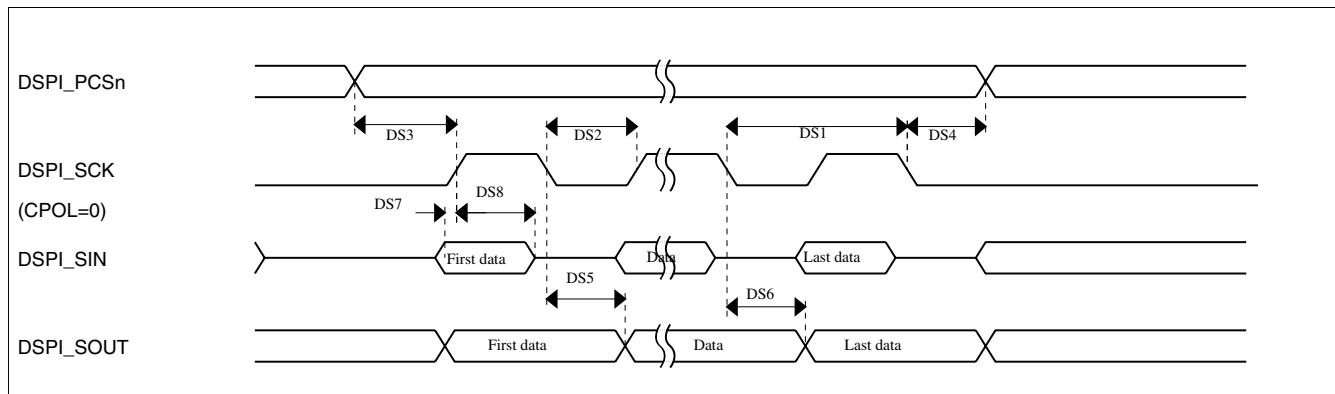 DSPI_PCSn
DS3
DS2
DS1
DS4
DSPI_SCK
(CPOL=0)
DS7
DS8
DSPI_SIN
First data
Data
Last data
DS5
DS6
DSPI_SOUT
First data
Data
Last data